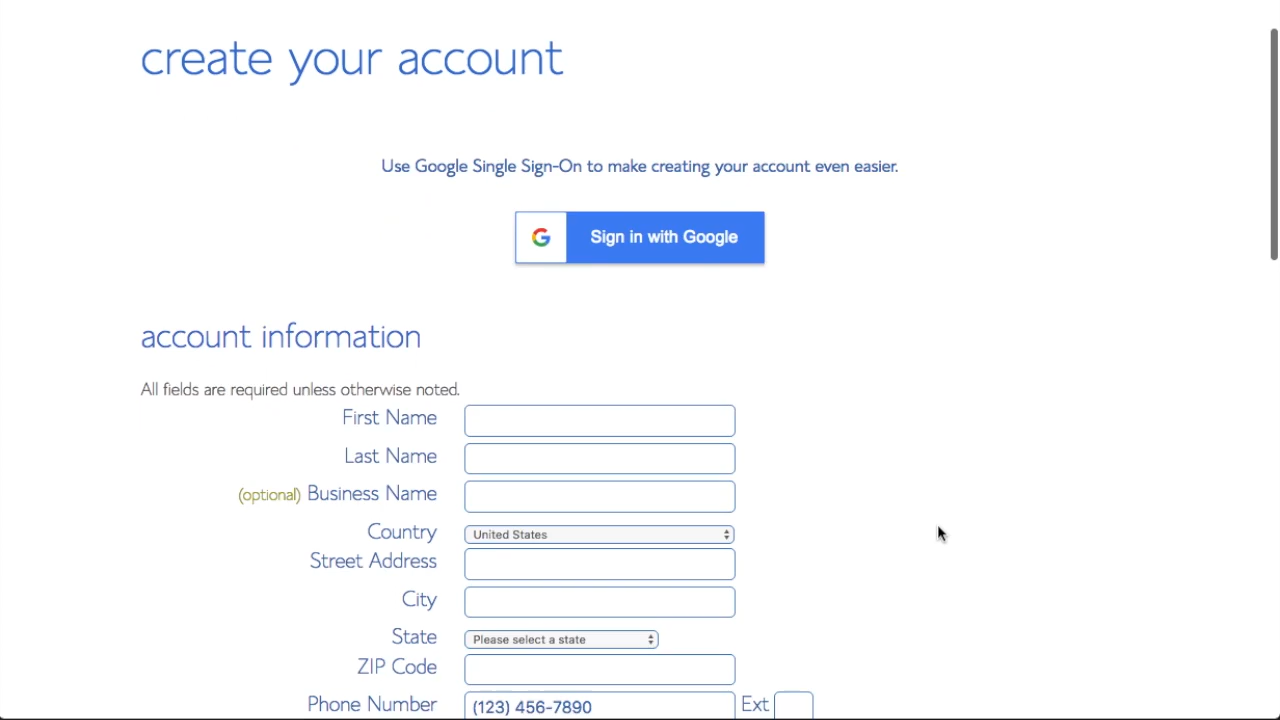 create your account
Use Google Single Sign-On to make creating your account even easier.
Sign in with Google
account information
All fields are required unless otherwise noted.
First Name
Last Name
(optional) Business Name
Country United States
Street Address
City
State Please select a state
ZIP Code
Phone Number (123) 456-7890 Ext